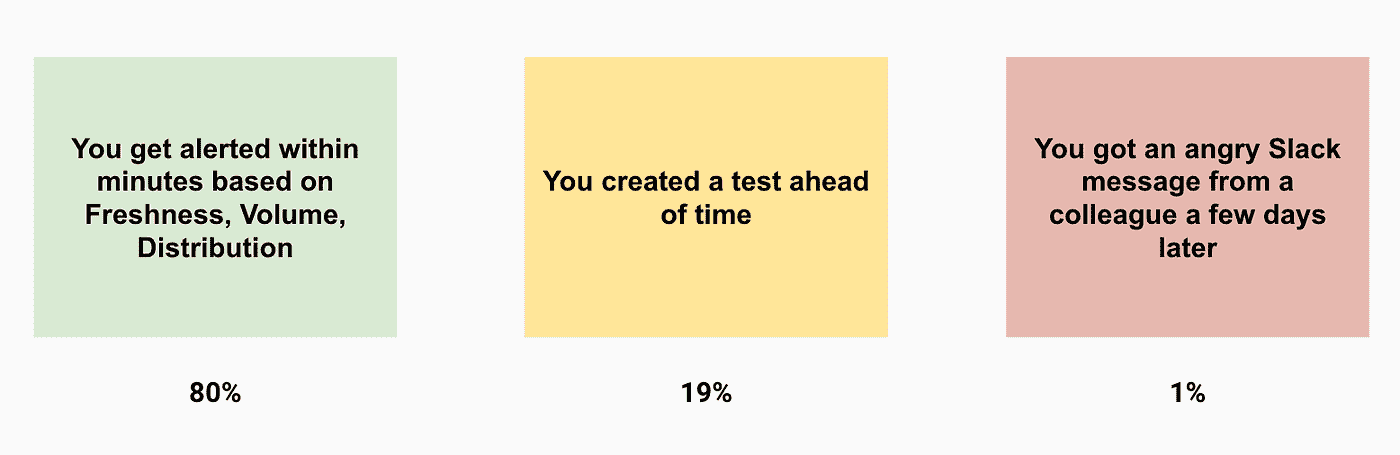 You get alerted within
minutes based on
Freshness, Volume,
Distribution
80%
You created a test ahead
of time
19%
You got an angry Slack
message from a
colleague a few days
later
1%